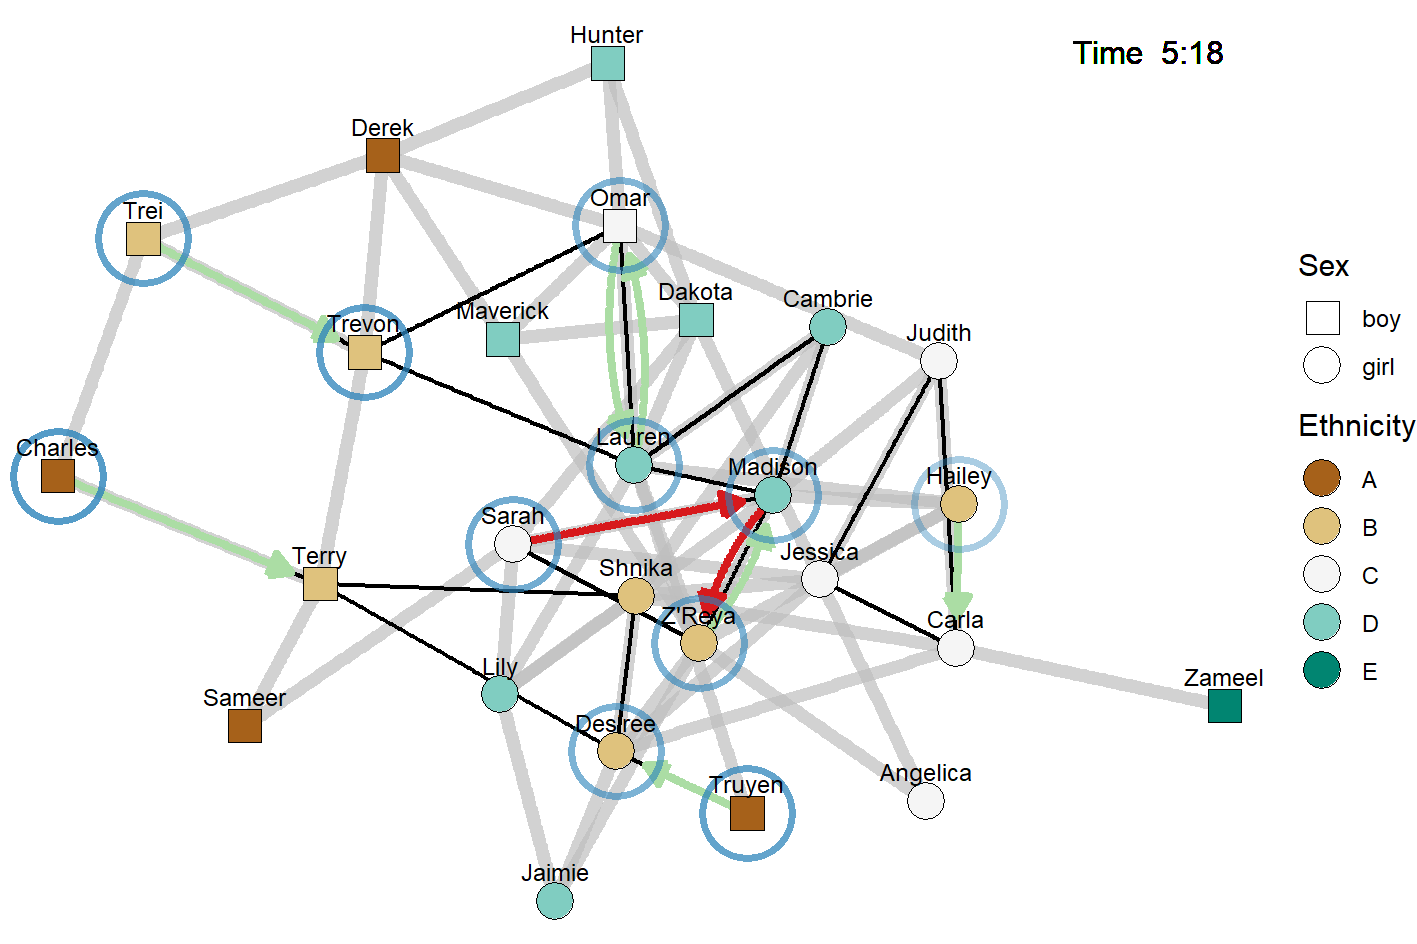 Hunter
Time 5:18
Derek
Omar
Trei
Dakota
Cambrie
Maverick
Trevon
Judith
Lauren
Charles
Madison
Hailey
Sarah
Jessica
Terry
Shnika
Z'Reya
Carla
Lily
Zameel
Sameer
Desiree
Angelica
Truyen
Jaimie
Sex
boy
girl
Ethnicity
A
B
C
D
E